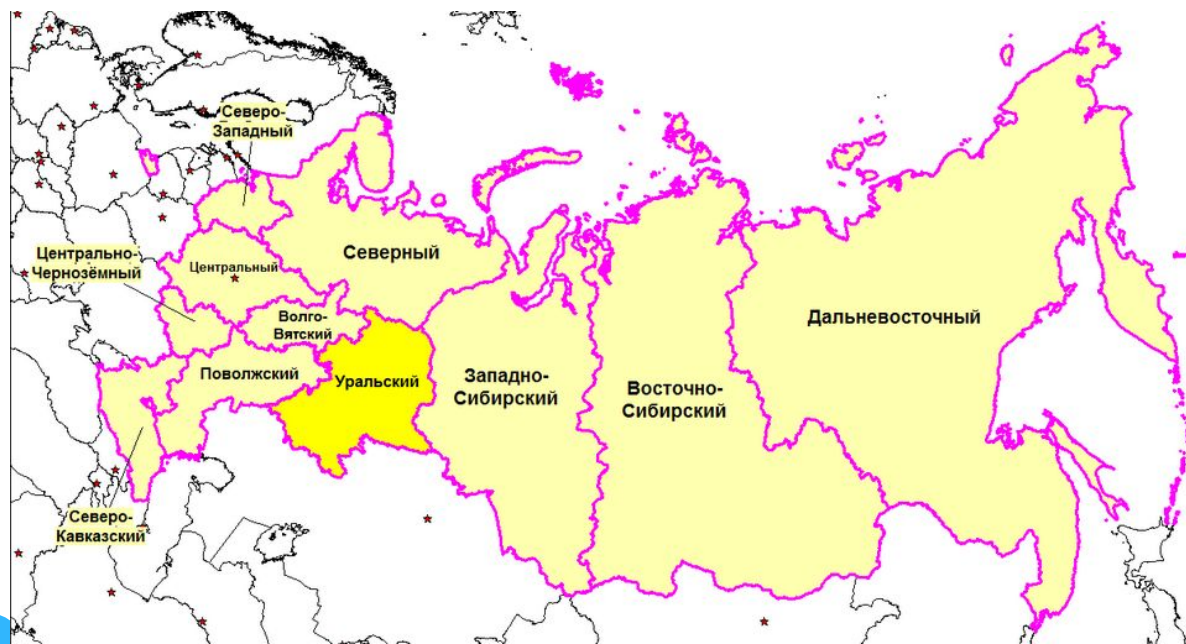 Северо-
Западный
Центрально-
Чернозёмный
Центральный
Северный
Волго-
Вятский
Дальневосточный
Поволжский
Уральский
Западно-
Сибирский
Восточно-
Сибирский
Северо-
Кавказский